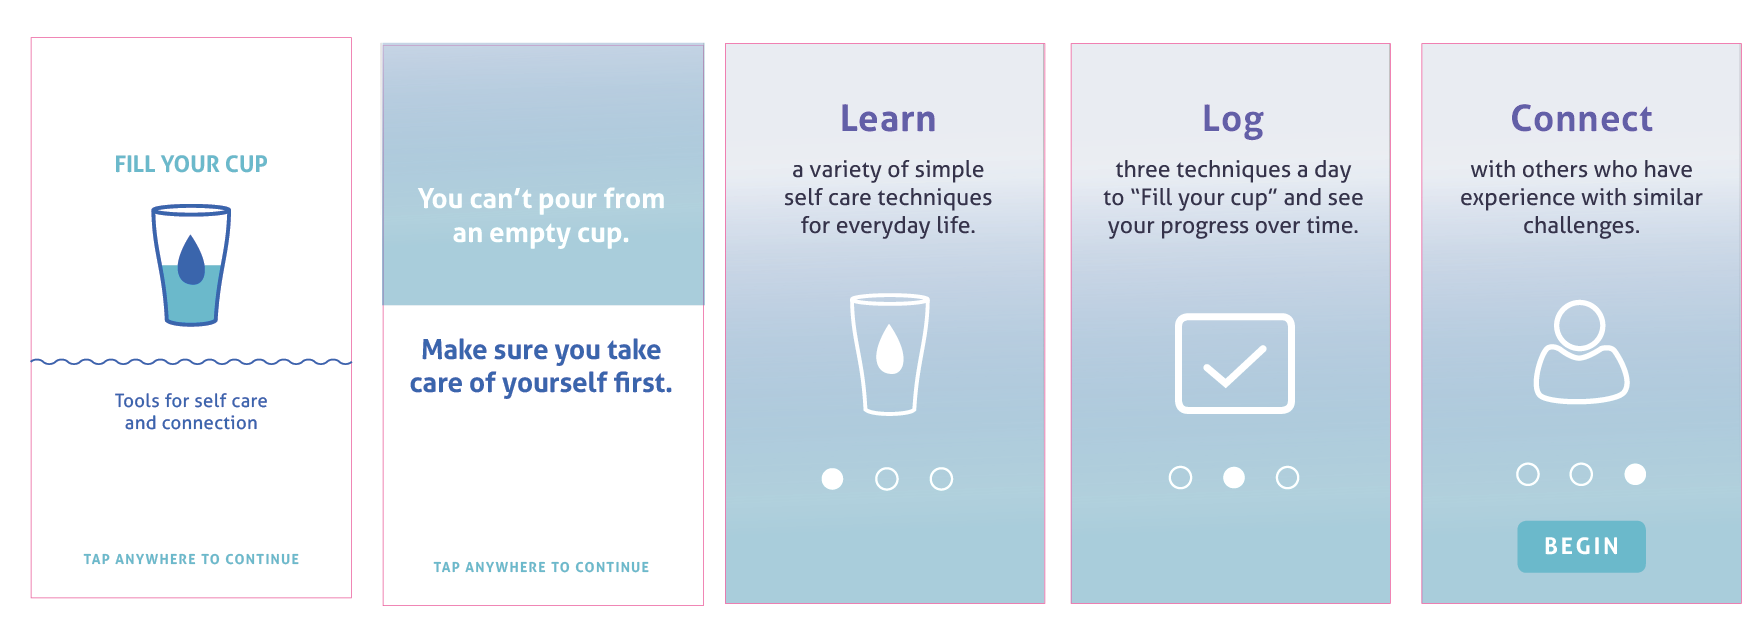 FILL YOUR CUP
Tools for self care
and connection
TAP ANYWHERE TO CONTINUE
You can’t pour from
an empty cup.
Make sure you take
care of yourself first.
TAP ANYWHERE TO CONTINUE
Learn
a variety of simple
self care techniques
for everyday life.
Log
three techniques a day
to “Fill your cup” and see
your progress over time.
Connect
with others who have
experience with similar
challenges.
BEGIN